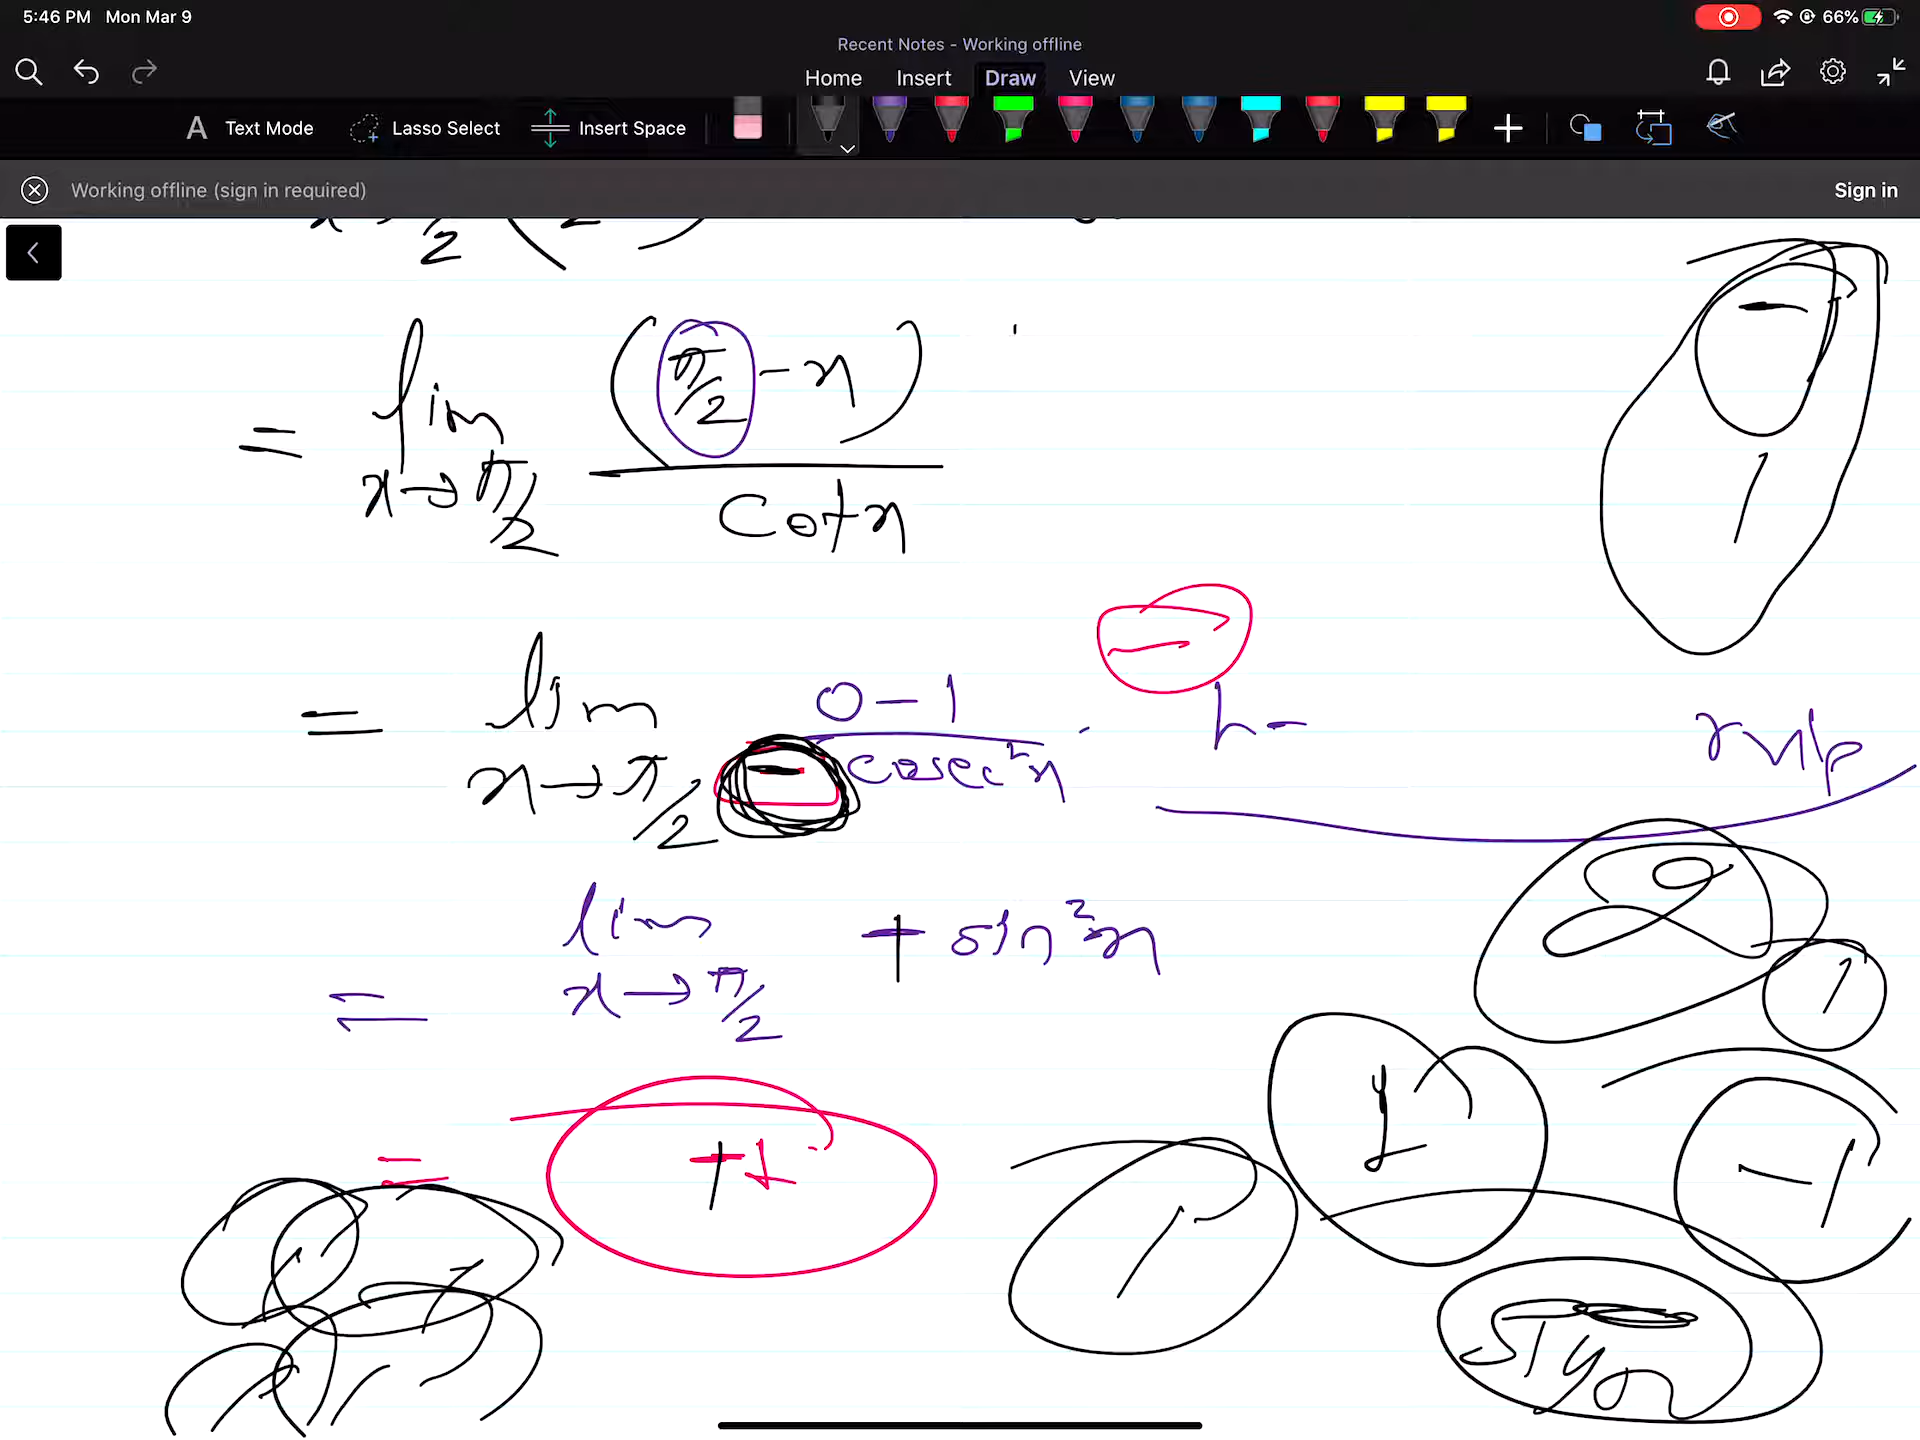 5:46 PM Mon Mar 9
66%
Recent Notes - Working offline
Home Insert Draw View
A Text Mode Lasso Select Insert Space
Working offline (sign in required)
Sign in
x→π/2
= lim x→π/2 (π/2 - x) / Cotx
-
1
= lim x→π/2 0-1 / - cosec²x
-
= lim x→π/2 + sin²x
= +1
1
1
-1
1